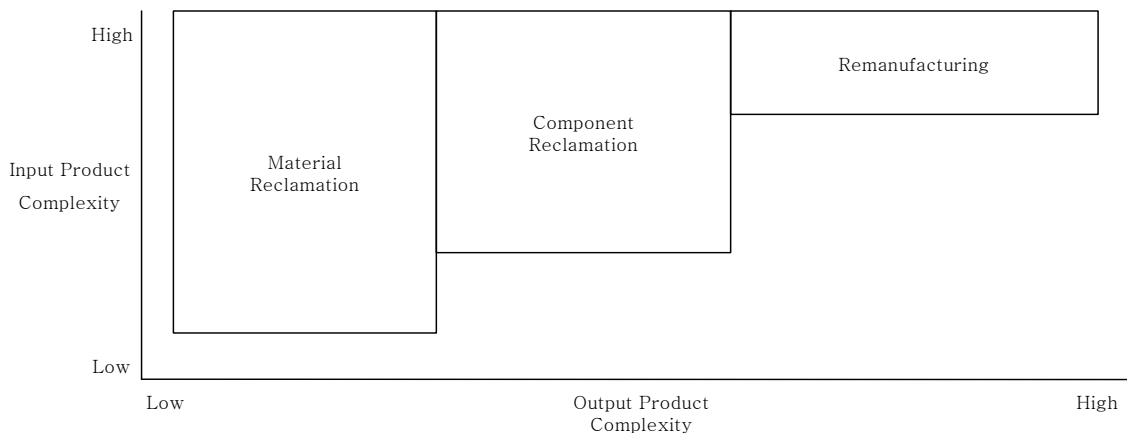 High
Remanufacturing
Component
Reclamation
Material
Reclamation
Input Product
Complexity
Low
Low
Output Product
Complexity
High